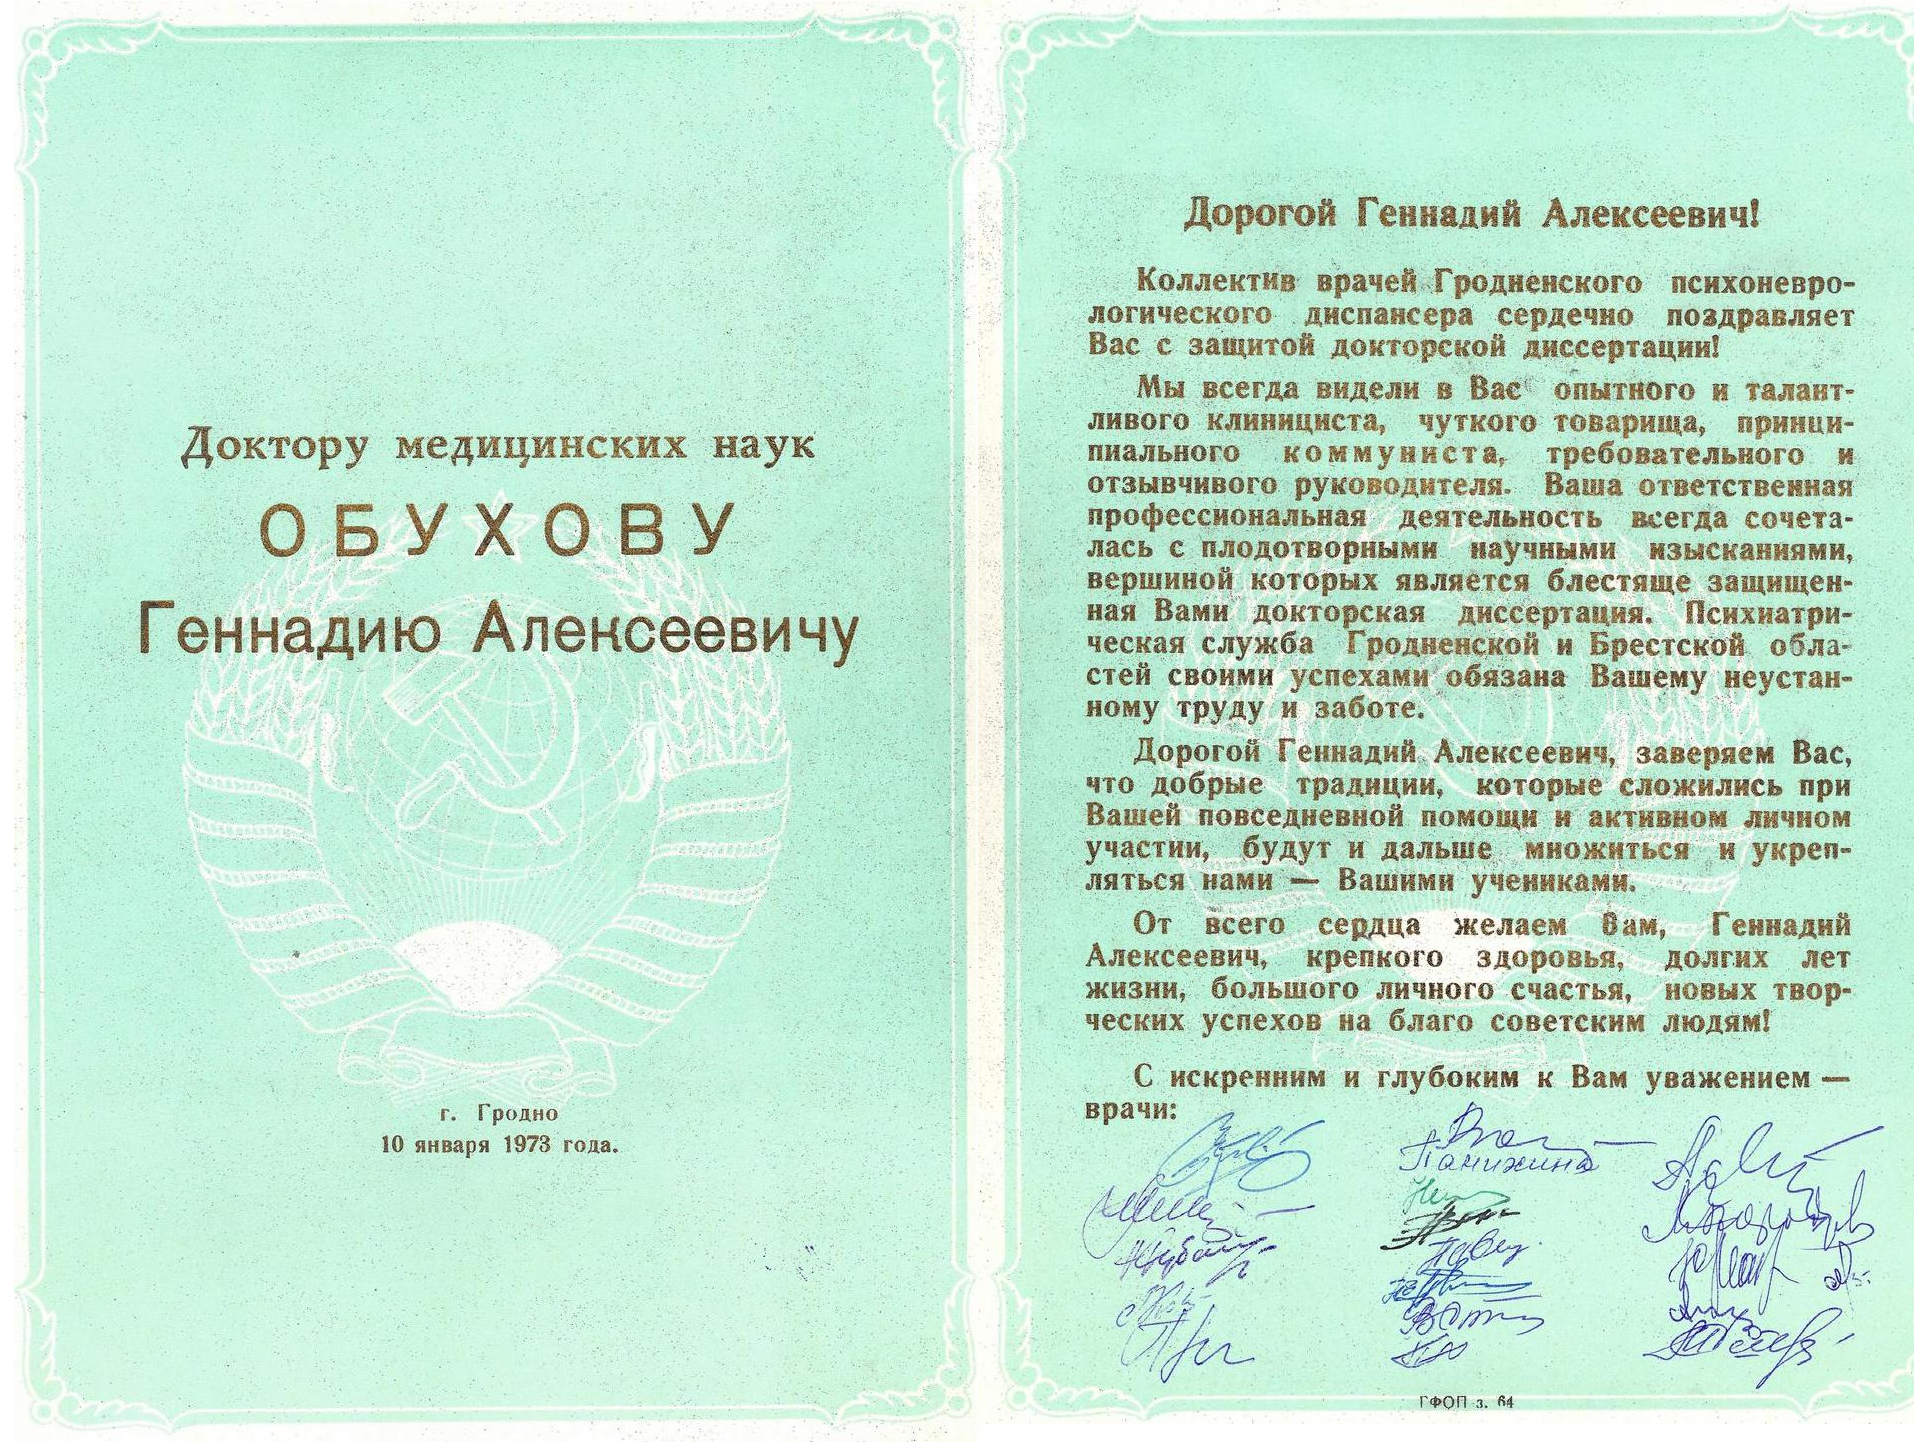 Доктору медицинских наук
ОБУХОВУ
Геннадию Алексеевичу
г. Гродно
10 января 1973 года.
Дорогой Геннадий Алексеевич!
Коллектив врачей Гродненского психоневро-
логического диспансера сердечно поздравляет
Вас с защитой докторской диссертации!
Мы всегда видели в Вас опытного и талант-
ливого клинициста, чуткого товарища, принци-
пиального коммуниста, требовательного и
отзывчивого руководителя. Ваша ответственная
профессиональная деятельность всегда сочета-
лась с плодотворными научными изысканиями,
вершиной которых является блестяще защищен-
ная Вами докторская диссертация. Психиатри-
ческая служба Гродненской и Брестской обла-
стей своими успехами обязана Вашему неустан-
ному труду и заботе.
Дорогой Геннадий Алексеевич, заверяем Вас,
что добрые традиции, которые сложились при
Вашей повседневной помощи и активном личном
участии, будут и дальше множиться и укреп-
ляться нами — Вашими учениками.
От всего сердца желаем Вам, Геннадий
Алексеевич, крепкого здоровья, долгих лет
жизни, большого личного счастья, новых твор-
ческих успехов на благо советским людям!
С искренним и глубоким к Вам уважением —
врачи:
Панихина
ГФОП з. 64